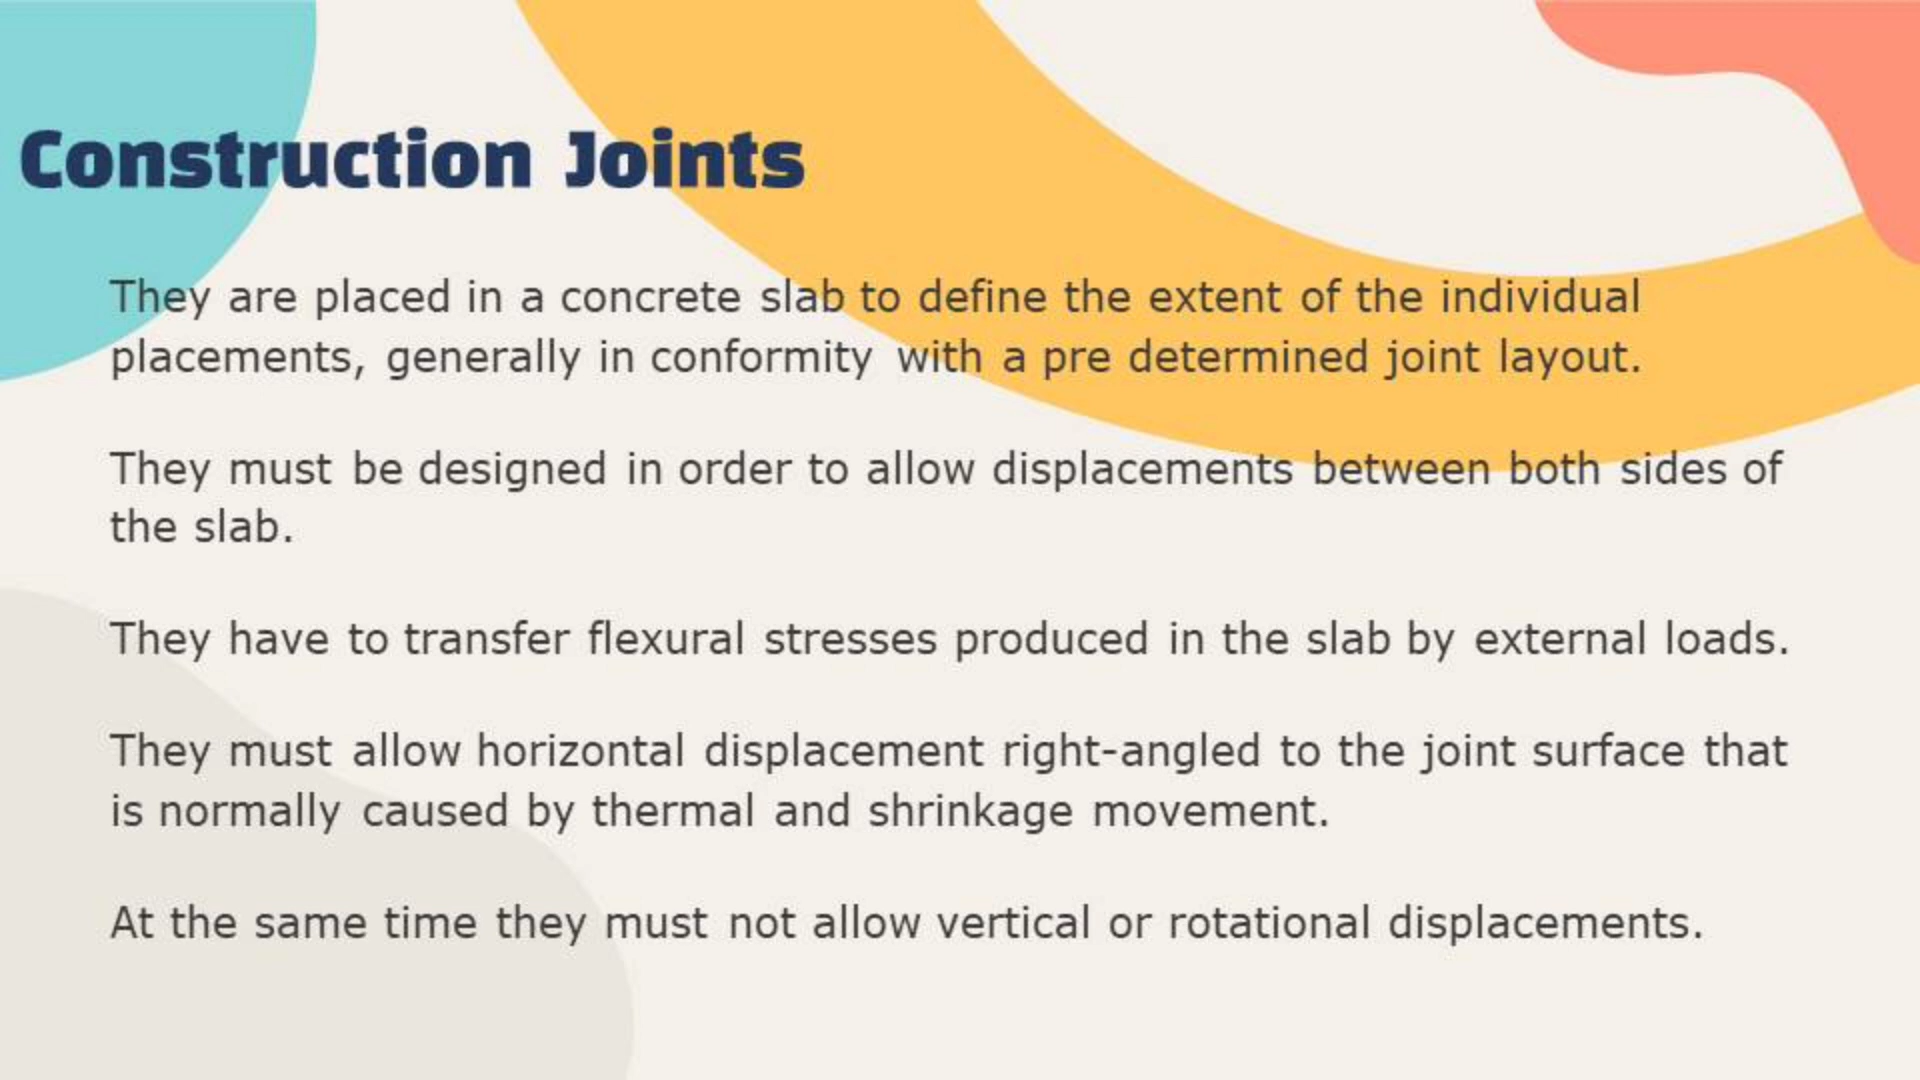 Construction Joints
They are placed in a concrete slab to define the extent of the individual
placements, generally in conformity with a pre determined joint layout.
They must be designed in order to allow displacements between both sides of
the slab.
They have to transfer flexural stresses produced in the slab by external loads.
They must allow horizontal displacement right-angled to the joint surface that
is normally caused by thermal and shrinkage movement.
At the same time they must not allow vertical or rotational displacements.